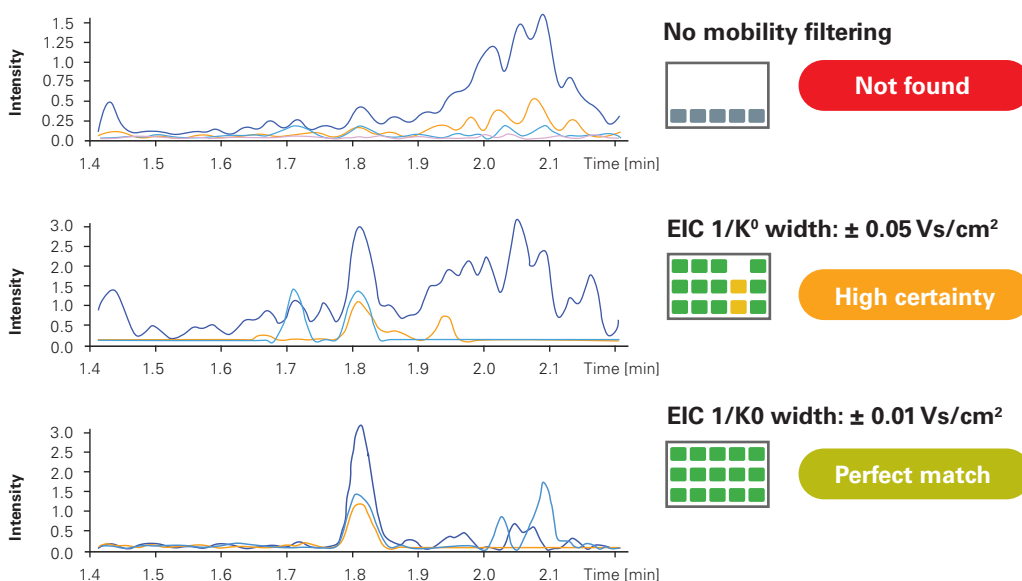 No mobility filtering
Not found
Intensity
1.5
1.25
1.0
0.75
0.5
0.25
0.0
1.4 1.5 1.6 1.7 1.8 1.9 2.0 2.1 Time [min]
EIC 1/K⁰ width: ± 0.05 Vs/cm²
High certainty
Intensity
3.0
2.5
2.0
1.5
1.0
0.5
0.0
1.4 1.5 1.6 1.7 1.8 1.9 2.0 2.1 Time [min]
EIC 1/K0 width: ± 0.01 Vs/cm²
Perfect match
Intensity
3.0
2.5
2.0
1.5
1.0
0.5
0.0
1.4 1.5 1.6 1.7 1.8 1.9 2.0 2.1 Time [min]